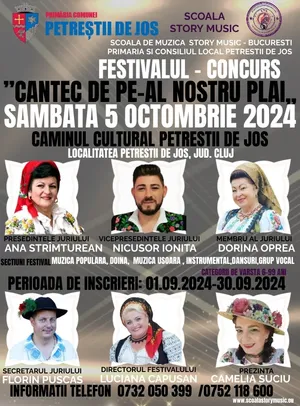 PRIMARIA COMUNEI
PETREȘTII DE JOS
SCOALA
STORY MUSIC
SCOALA DE MUZICA STORY MUSIC - BUCURESTI
PRIMARIA SI CONSILIUL LOCAL PETRESTII DE JOS
FESTIVALUL - CONCURS
”CANTEC DE PE-AL NOSTRU PLAI,,
SAMBATA 5 OCTOMBRIE 2024
CAMINUL CULTURAL PETRESTII DE JOS
LOCALITATEA PETRESTII DE JOS, JUD. CLUJ
PRESEDINTELE JURIULUI
ANA STRIMTUREAN
VICEPRESEDINTELE JURIULUI
NICUSOR IONITA
MEMBRU AL JURIULUI
DORINA OPREA
SECTIUNI FESTIVAL MUZICA POPULARA, DOINA, MUZICA USOARA , INSTRUMENTAL,DANSURI,GRUP VOCAL
CATEGORII DE VARSTA 6-99 ANI
PERIOADA DE INSCRIERI: 01.09.2024-30.09.2024
SECRETARUL JURIULUI
FLORIN PUSCAS
DIRECTORUL FESTIVALULUI
LUCIANA CAPUSAN
PREZINTA
CAMELIA SUCIU
INFORMATII TELEFON 0732 050 399 /0752 118 600
www.scoalastorymusic.eu